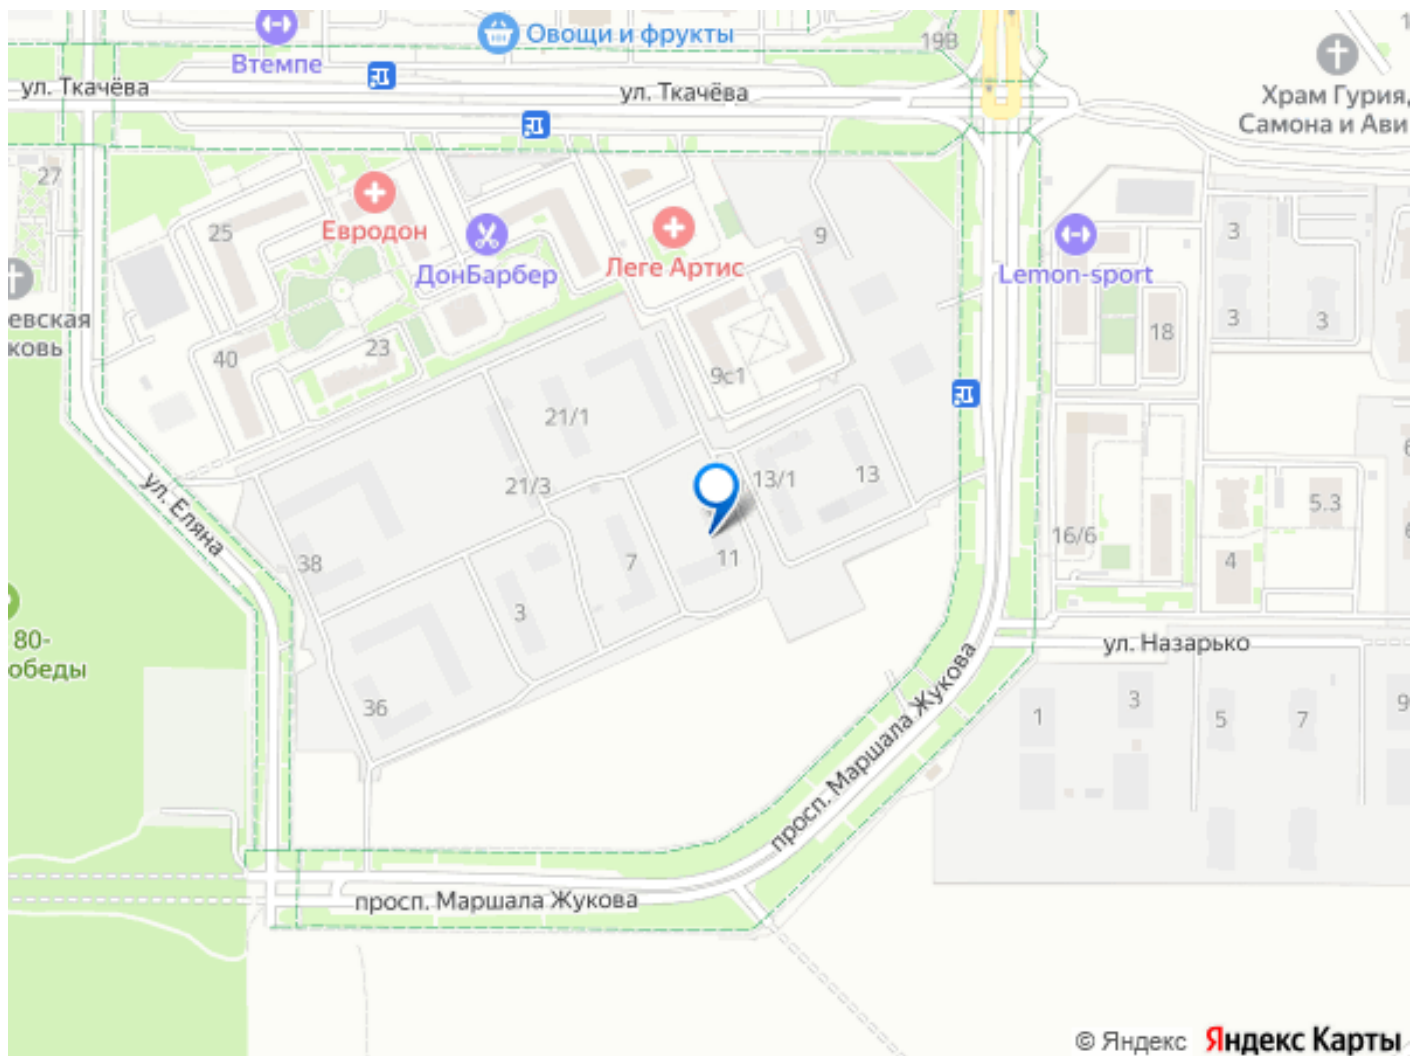 Овощи и фрукты
19В
Втемпе
ул. Ткачёва
ул. Ткачёва
Храм Гурия,
Самона и Ави
27
25
Евродон
ДонБарбер
Леге Артис
9
Lemon-sport
3
3
3
18
евская
ковь
40
23
9с1
21/1
21/3
13/1
13
ул. Еляна
38
7
11
3
16/6
5.3
4
80-
обеды
36
ул. Назарько
просп. Маршала Жукова
1
3
5
7
9
просп. Маршала Жукова
© Яндекс
Яндекс Карты